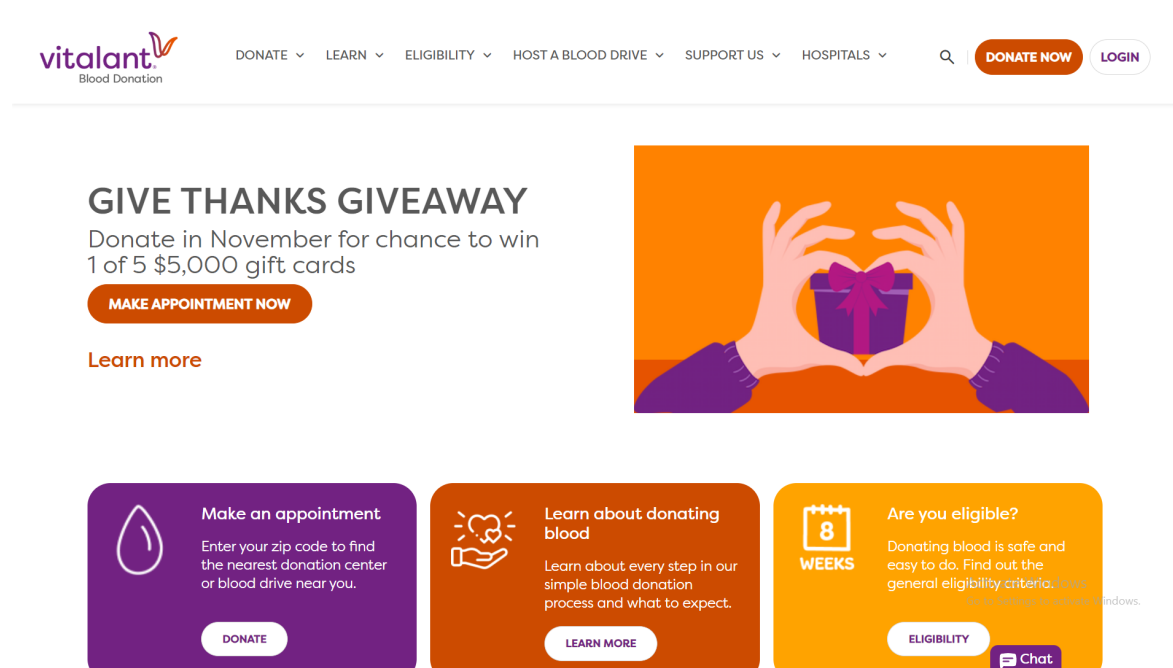 vitalant
Blood Donation
DONATE
LEARN
ELIGIBILITY
HOST A BLOOD DRIVE
SUPPORT US
HOSPITALS
DONATE NOW
LOGIN
GIVE THANKS GIVEAWAY
Donate in November for chance to win
1 of 5 $5,000 gift cards
MAKE APPOINTMENT NOW
Learn more
Make an appointment
Enter your zip code to find
the nearest donation center
or blood drive near you.
DONATE
Learn about donating
blood
Learn about every step in our
simple blood donation
process and what to expect.
LEARN MORE
8
WEEKS
Are you eligible?
Donating blood is safe and
easy to do. Find out the
general eligibility criteria.
ELIGIBILITY
Windows.
Chat